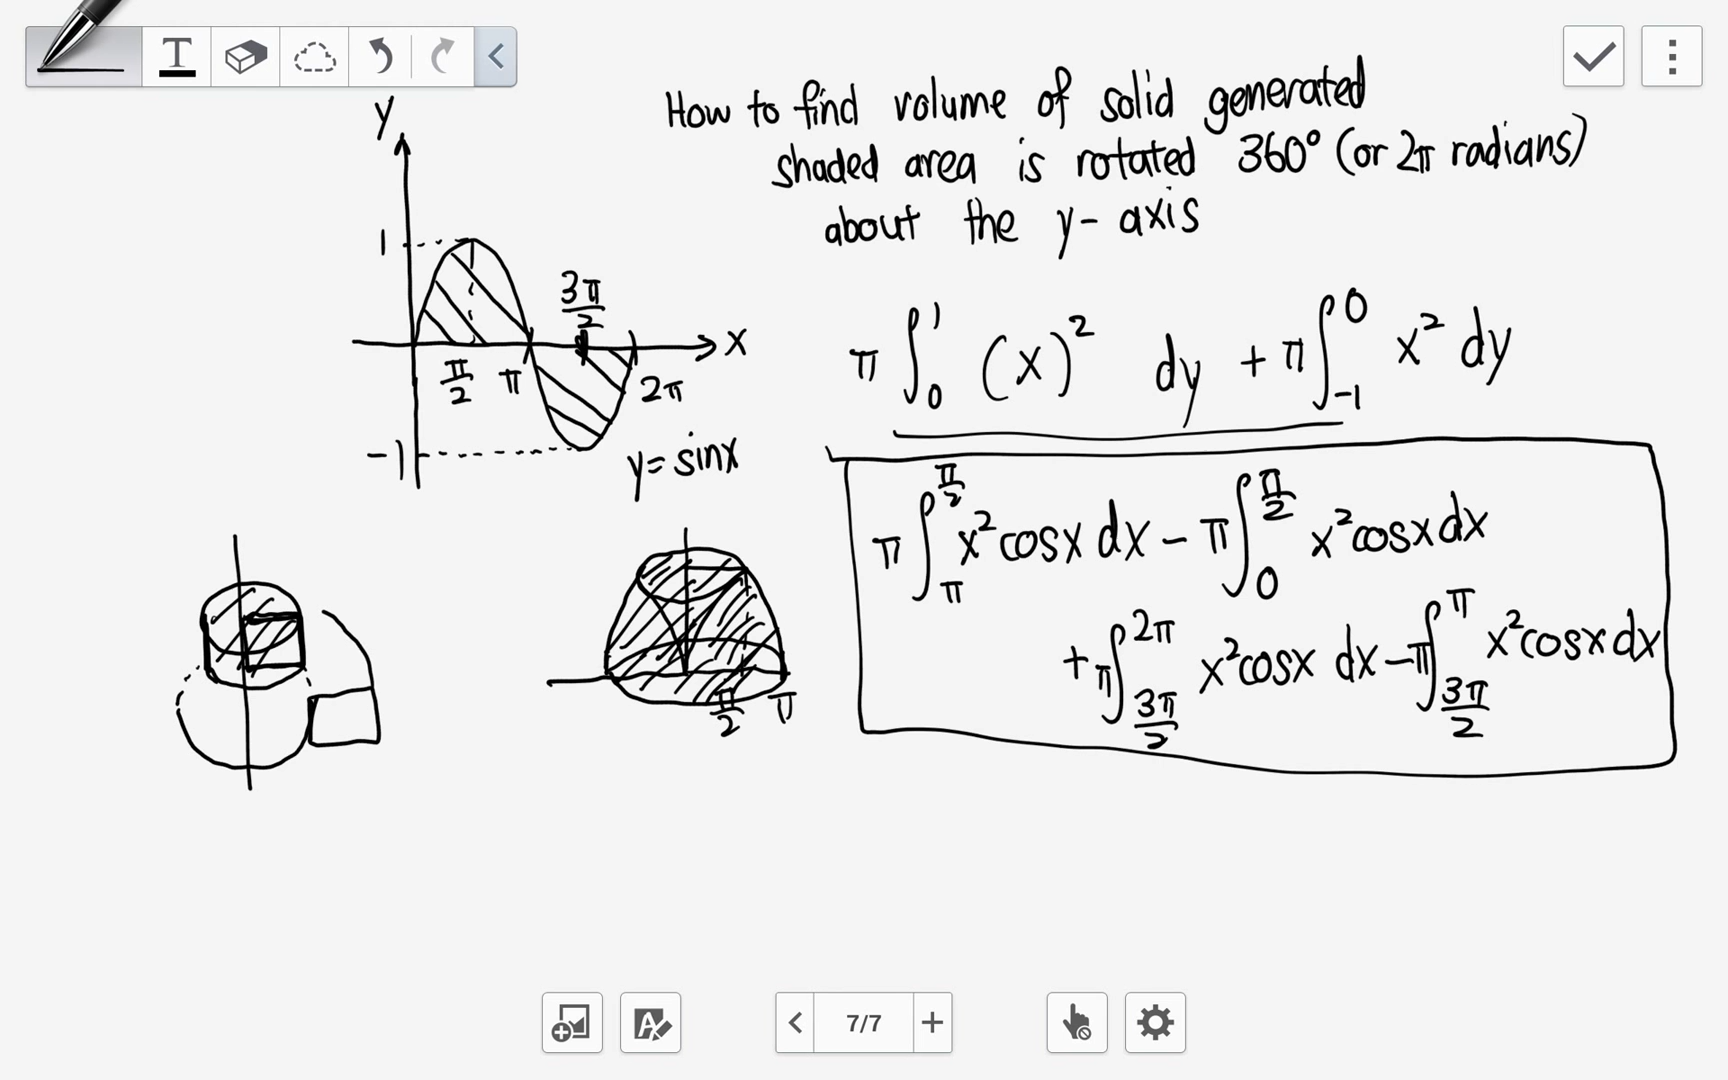 T
How to find volume of solid generated
shaded area is rotated 360° (or 2π radians)
about the y-axis
y
1
3π/2
x
π/2 π 2π
-1
y = sinx
π∫₀¹ (x)² dy + π∫₋₁⁰ x² dy
π∫_π^(π/2) x²cosx dx - π∫_0^(π/2) x²cosx dx
+ π∫_(3π/2)^(2π) x²cosx dx - π∫_(3π/2)^π x²cosx dx
π/2 π
7/7